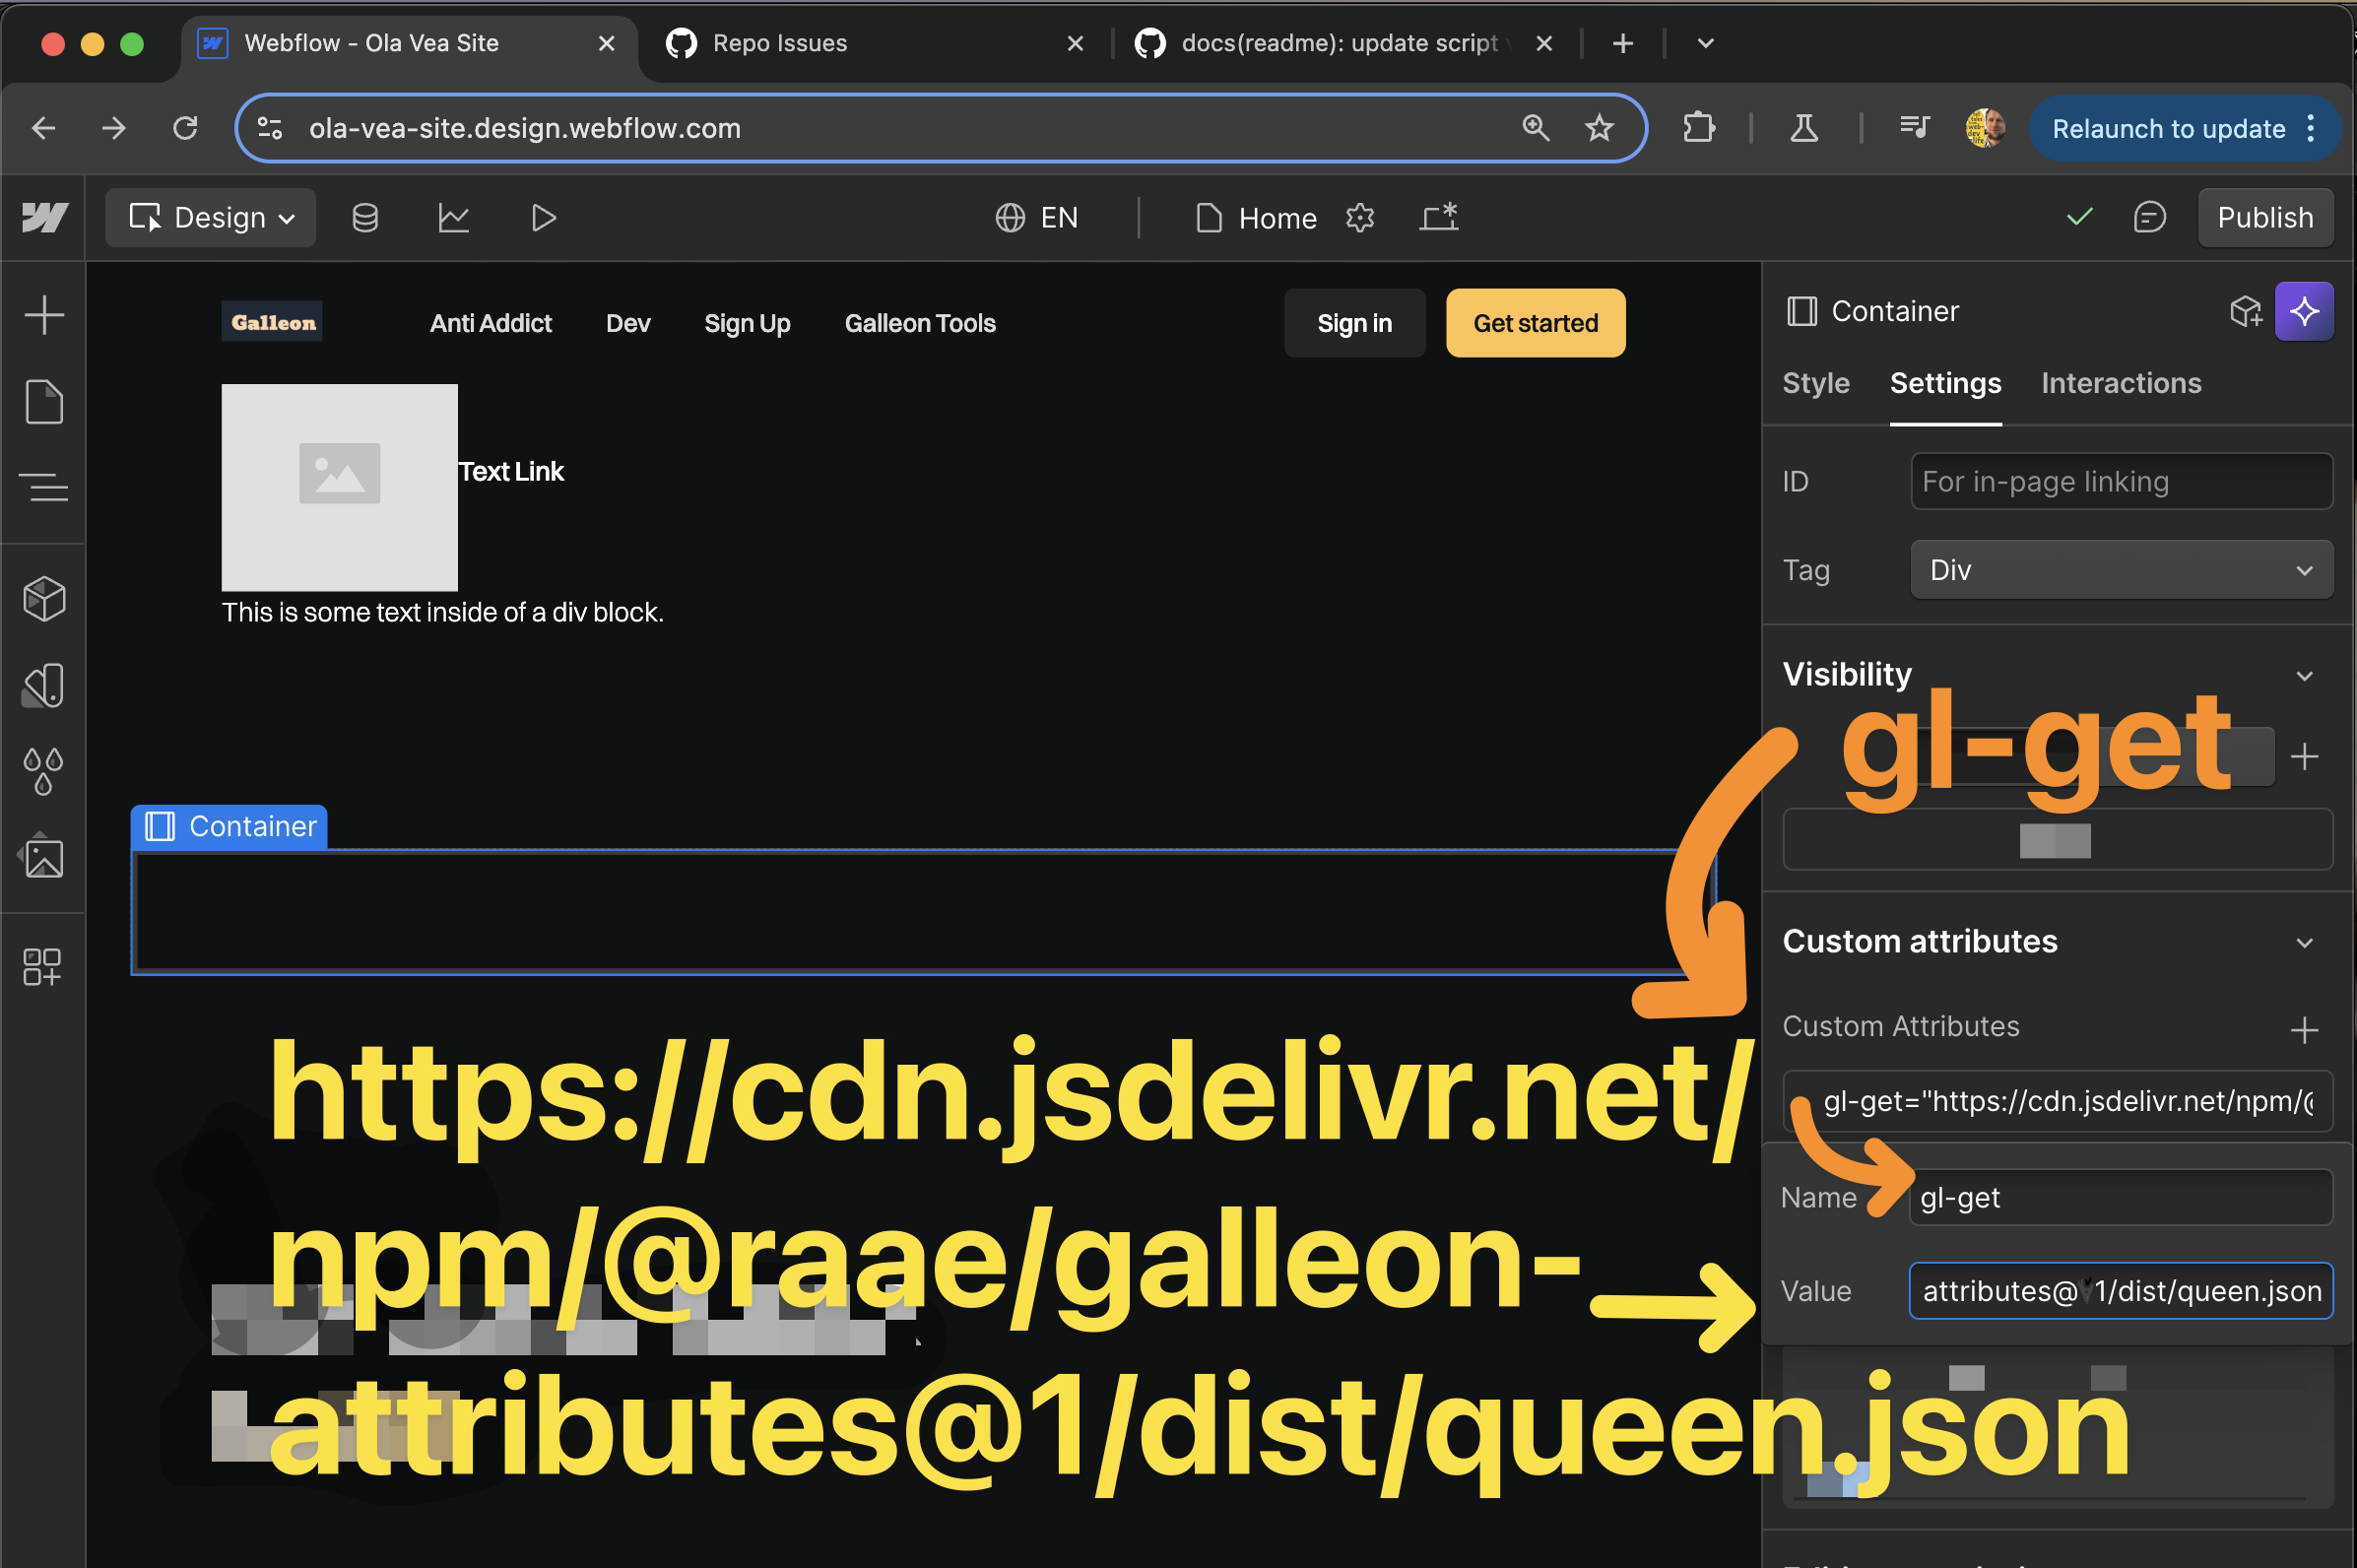 Webflow - Ola Vea Site
Repo Issues
docs(readme): update script
ola-vea-site.design.webflow.com
Relaunch to update
Design
EN
Home
Publish
Galleon
Anti Addict
Dev
Sign Up
Galleon Tools
Sign in
Get started
Container
Style
Settings
Interactions
Text Link
This is some text inside of a div block.
ID
For in-page linking
Tag
Div
Visibility
gl-get
Container
Custom attributes
Custom Attributes
gl-get="https://cdn.jsdelivr.net/npm/@
Name
gl-get
Value
attributes@1/dist/queen.json
https://cdn.jsdelivr.net/
npm/@raae/galleon-
attributes@1/dist/queen.json